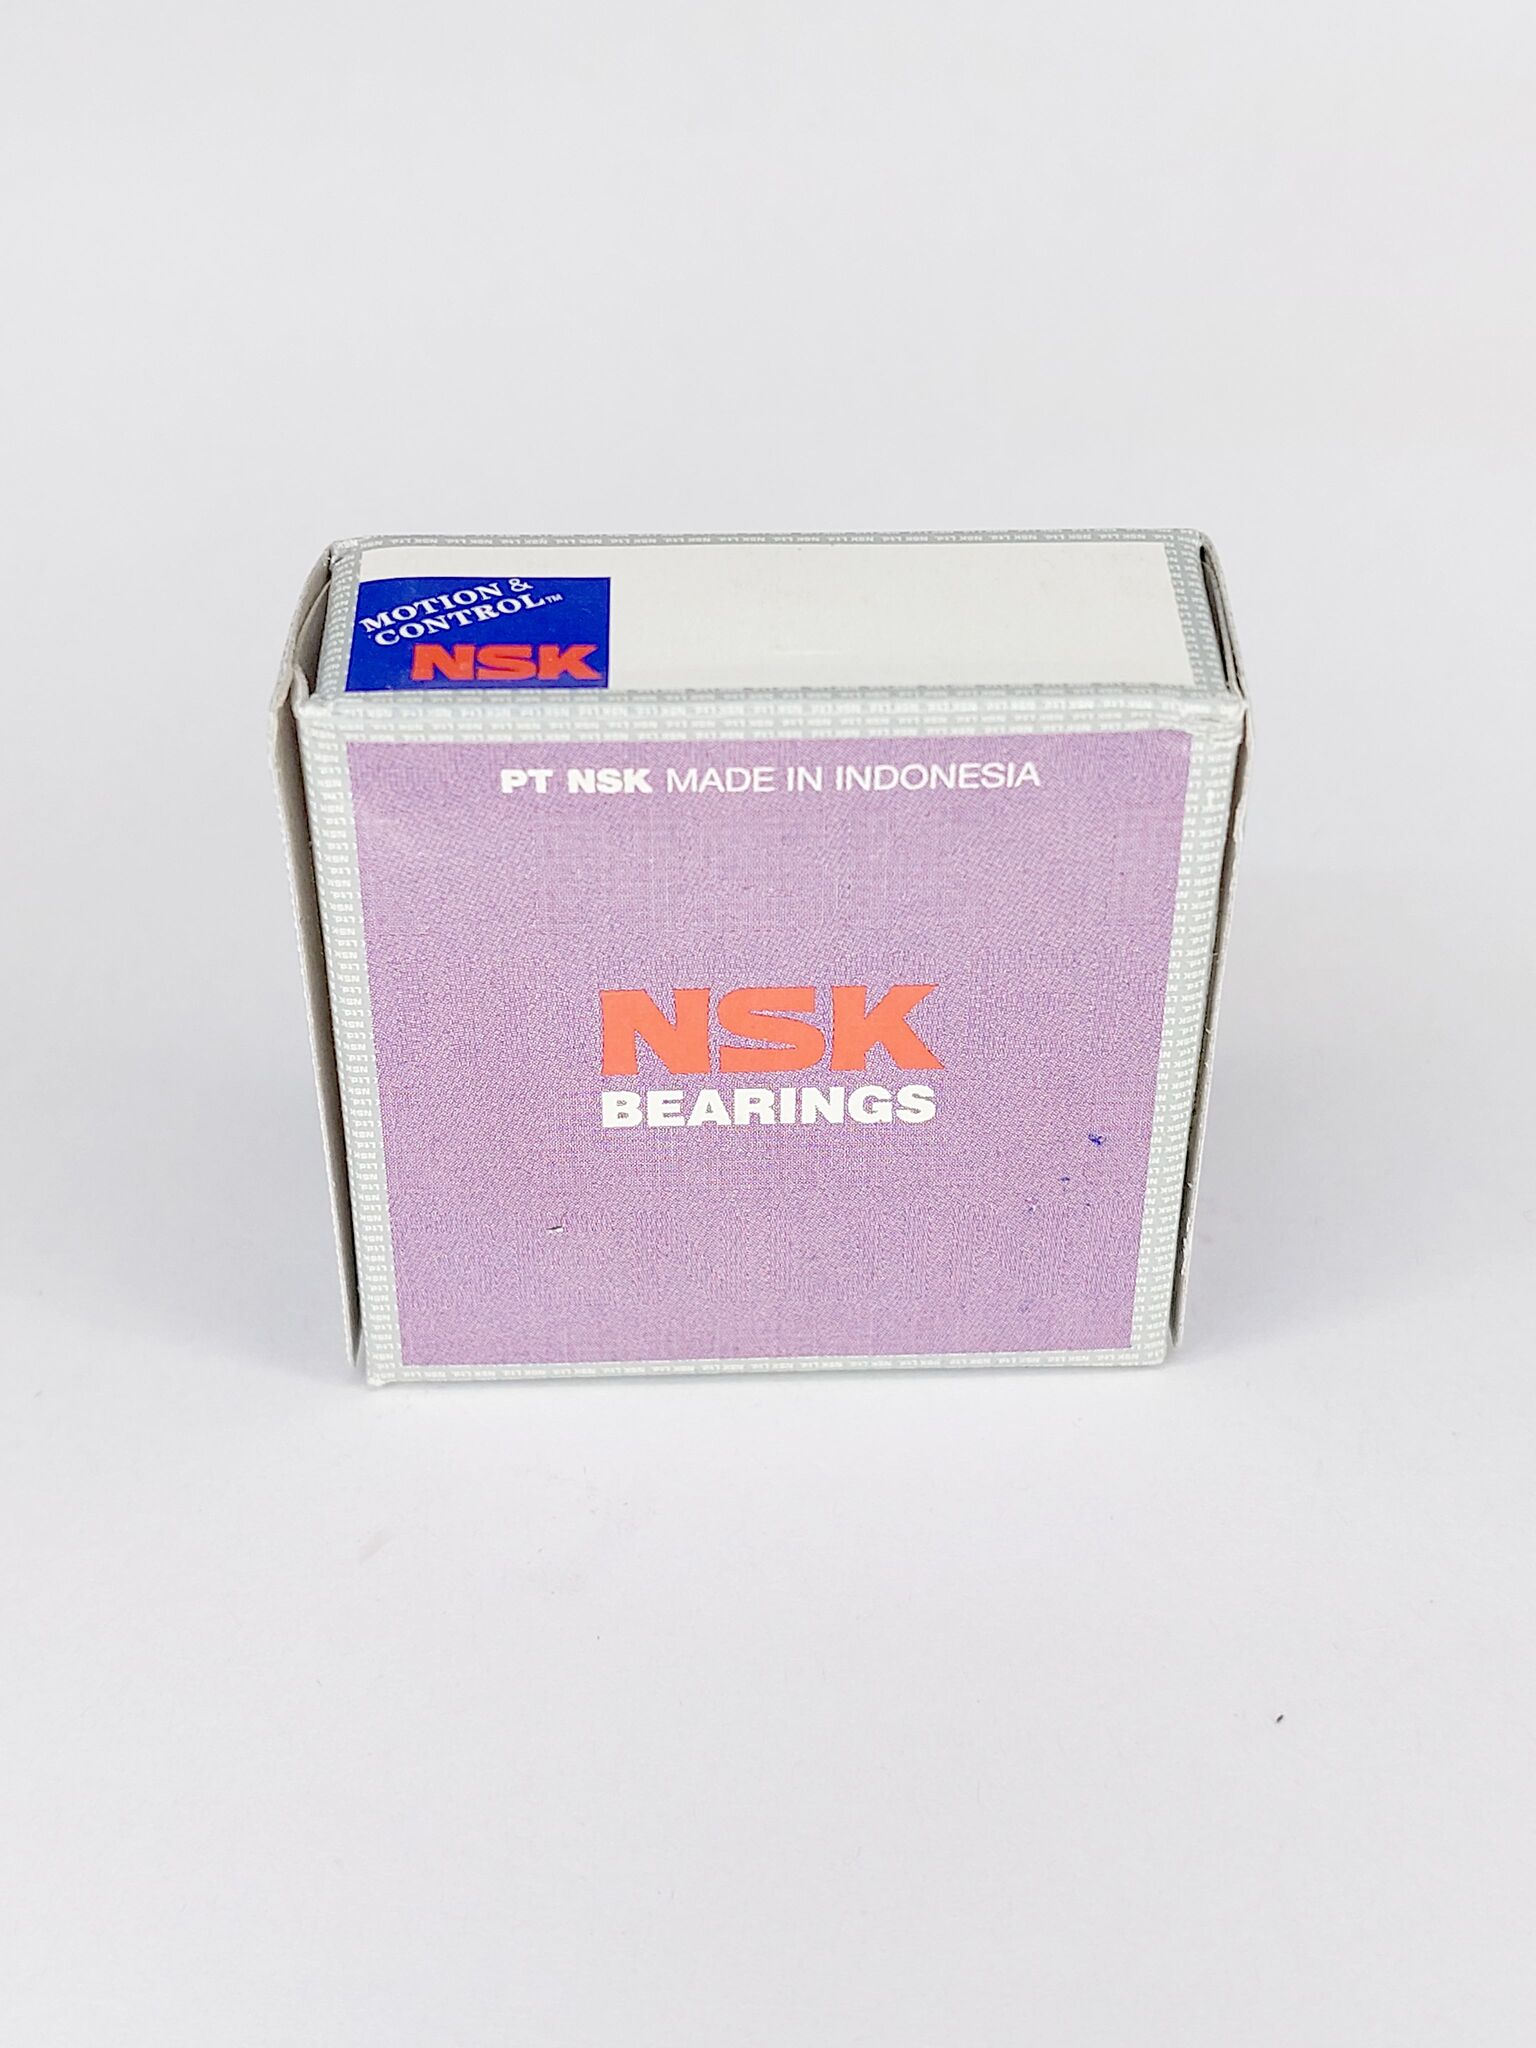 MOTION &
CONTROL™
NSK
PT NSK MADE IN INDONESIA
NSK
BEARINGS